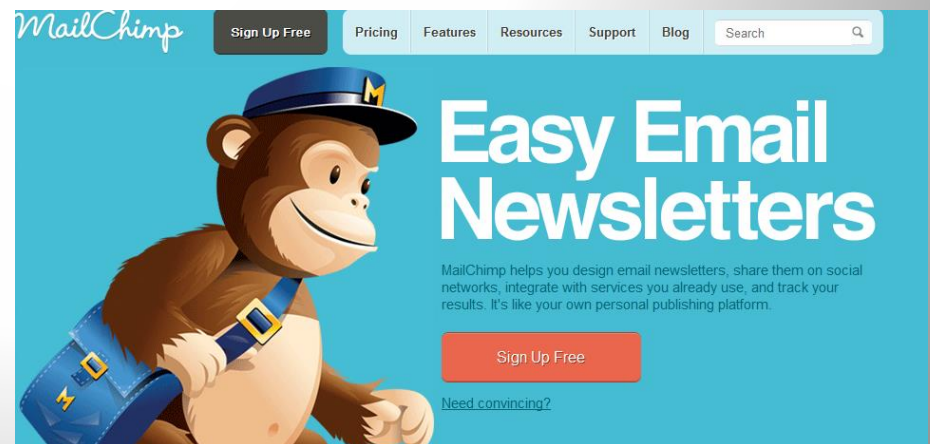 MailChimp
Sign Up Free
Pricing
Features
Resources
Support
Blog
Search
M
Easy Email
Newsletters
MailChimp helps you design email newsletters, share them on social
networks, integrate with services you already use, and track your
results. It's like your own personal publishing platform.
Sign Up Free
M
Need convincing?